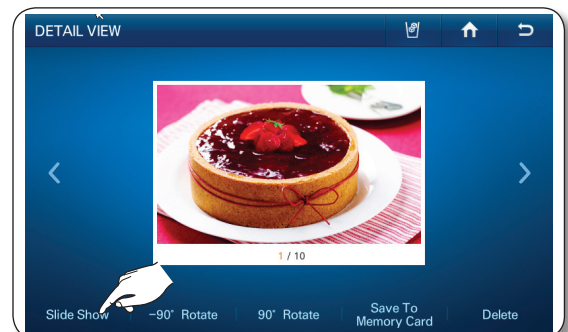 DETAIL VIEW
1 / 10
Slide Show
-90° Rotate
90° Rotate
Save To
Memory Card
Delete